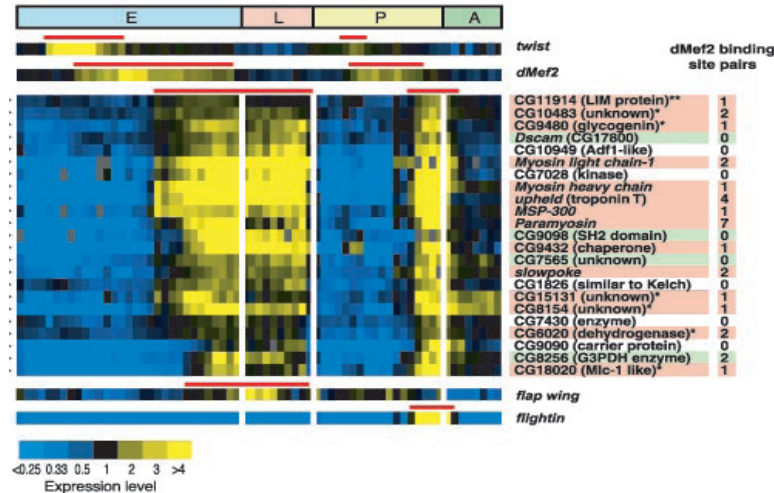 E L P A
twist
dMef2
dMef2 binding
site pairs
CG11914 (LIM protein)** 1
CG10483 (unknown)* 2
CG9480 (glycogenin)* 1
Dscam (CG17800) 0
CG10949 (Adf1-like) 0
Myosin light chain-1 2
CG7028 (kinase) 0
Myosin heavy chain 1
upheld (troponin T) 4
MSP-300 1
Paramyosin 7
CG9098 (SH2 domain) 0
CG9432 (chaperone) 1
CG7565 (unknown) 0
slowpoke 2
CG1826 (similar to Kelch) 0
CG15131 (unknown)* 1
CG8154 (unknown)* 1
CG7430 (enzyme) 0
CG6020 (dehydrogenase)* 2
CG9090 (carrier protein) 0
CG8256 (G3PDH enzyme) 2
CG18020 (Mlc-1 like)* 1
flap wing
flightin
<0.25 0.33 0.5 1 2 3 >4
Expression level